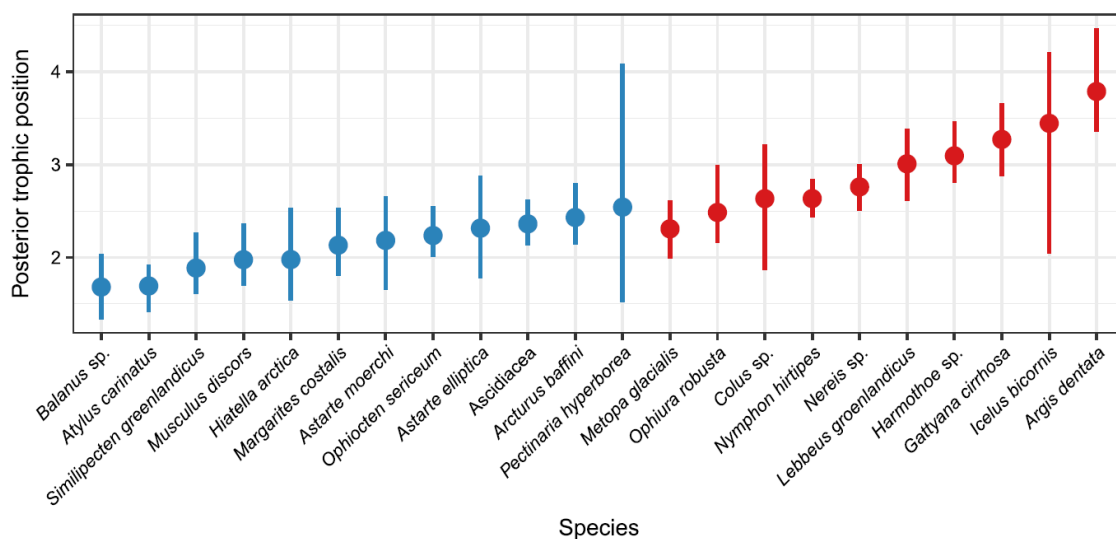 Posterior trophic position
4
3
2
Balanus sp.
Atylus carinatus
Similipecten greenlandicus
Musculus discors
Hiatella arctica
Margarites costalis
Astarte moerchi
Ophiocten sericeum
Astarte elliptica
Ascidiacea
Arcturus baffini
Pectinaria hyperborea
Metopa glacialis
Ophiura robusta
Colus sp.
Nymphon hirtipes
Nereis sp.
Lebbeus groenlandicus
Harmothoe sp.
Gattyana cirrhosa
Icelus bicornis
Argis dentata
Species